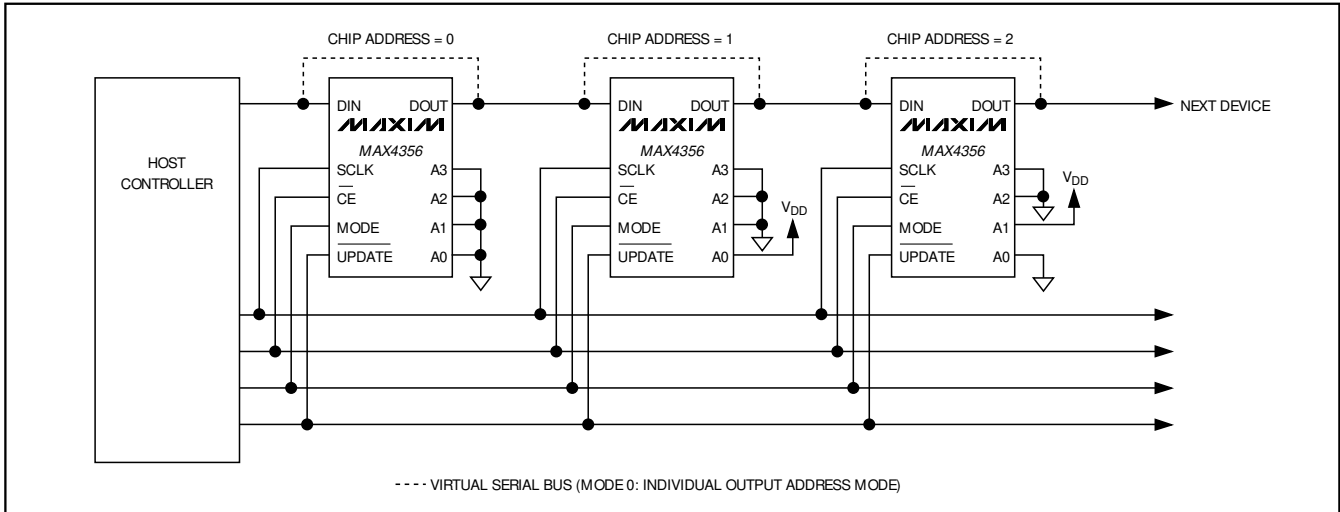 CHIP ADDRESS = 0
CHIP ADDRESS = 1
CHIP ADDRESS = 2
HOST
CONTROLLER
DIN DOUT
MAXIM
MAX4356
SCLK A3
CE A2
MODE A1
UPDATE A0
DIN DOUT
MAXIM
MAX4356
SCLK A3
CE A2
MODE A1
UPDATE A0
VDD
DIN DOUT
MAXIM
MAX4356
SCLK A3
CE A2
MODE A1
UPDATE A0
VDD
NEXT DEVICE
---- VIRTUAL SERIAL BUS (MODE 0: INDIVIDUAL OUTPUT ADDRESS MODE)